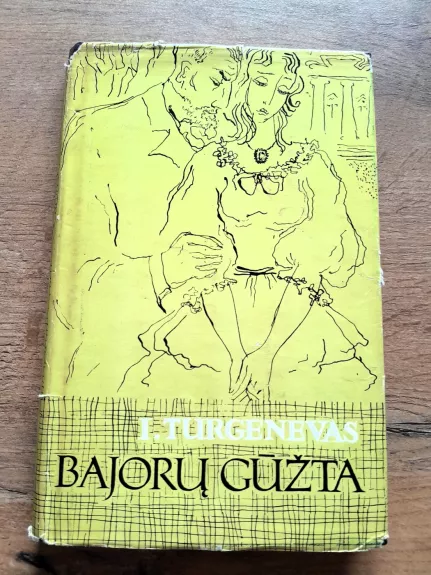 I. TURGENEVAS
BAJORŲ GŪŽTA